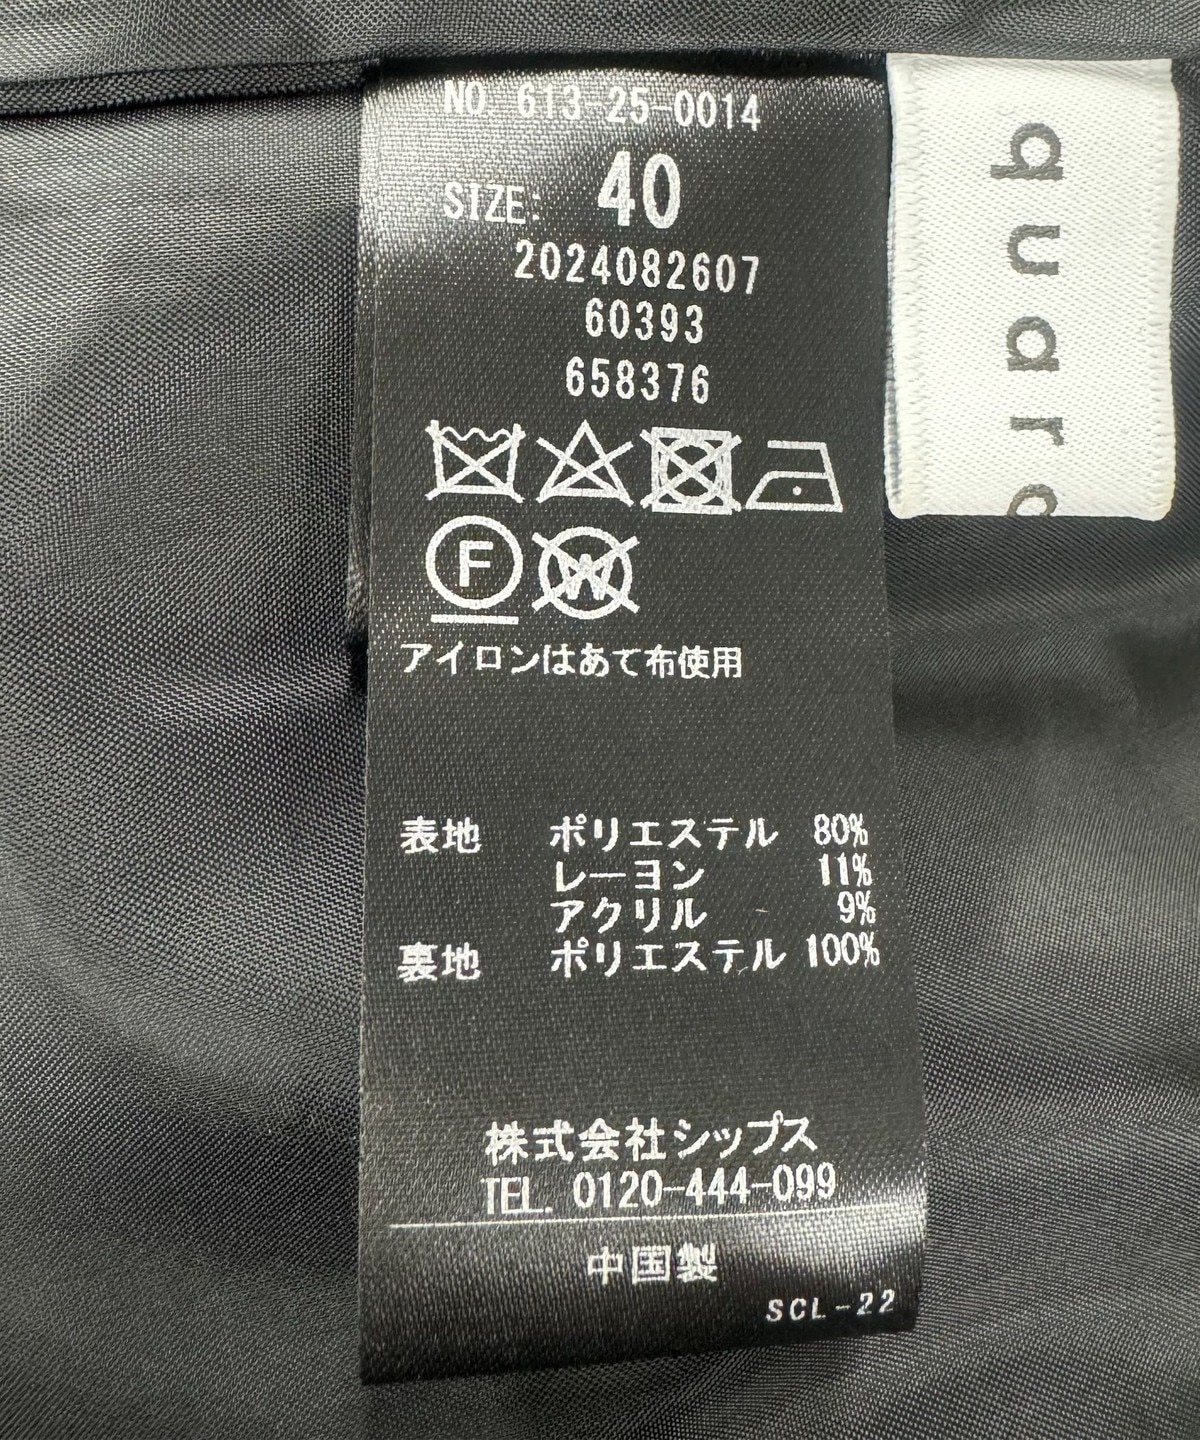 NO. 613-25-0014
SIZE: 40
2024082607
60393
658376
F
W
アイロンはあて布使用
表地 ポリエステル 80%
レーヨン 11%
アクリル 9%
裏地 ポリエステル 100%
株式会社シップス
TEL. 0120-444-099
中国製
SCL-22
quar